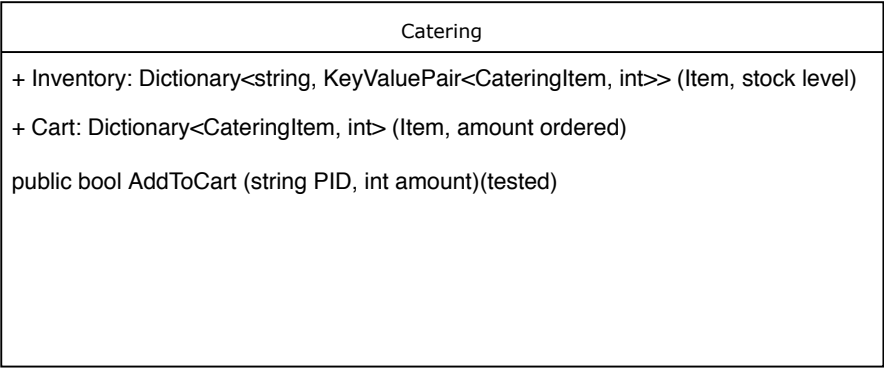 Catering
+ Inventory: Dictionary<string, KeyValuePair<CateringItem, int>> (Item, stock level)
+ Cart: Dictionary<CateringItem, int> (Item, amount ordered)
public bool AddToCart (string PID, int amount)(tested)